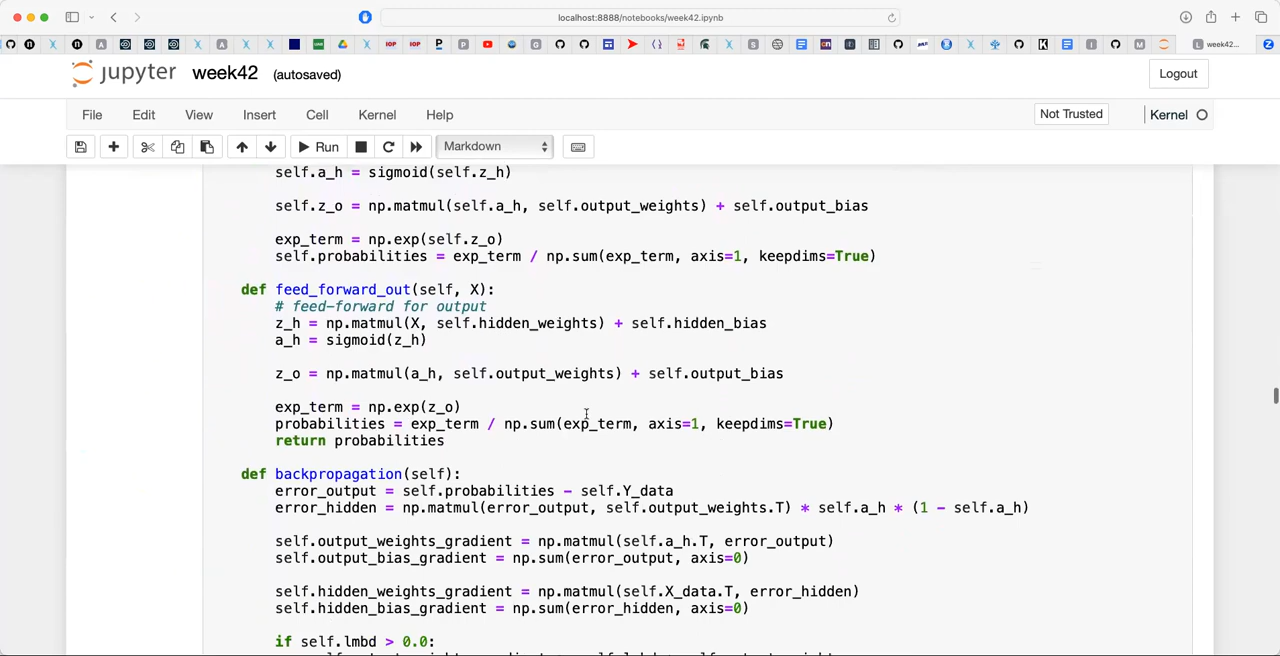 localhost:8888/notebooks/week42.ipynb
week42...
jupyter week42 (autosaved)
Logout
File Edit View Insert Cell Kernel Help
Not Trusted
Kernel
Run
Markdown
self.a_h = sigmoid(self.z_h)
self.z_o = np.matmul(self.a_h, self.output_weights) + self.output_bias
exp_term = np.exp(self.z_o)
self.probabilities = exp_term / np.sum(exp_term, axis=1, keepdims=True)
def feed_forward_out(self, X):
# feed-forward for output
z_h = np.matmul(X, self.hidden_weights) + self.hidden_bias
a_h = sigmoid(z_h)
z_o = np.matmul(a_h, self.output_weights) + self.output_bias
exp_term = np.exp(z_o)
probabilities = exp_term / np.sum(exp_term, axis=1, keepdims=True)
return probabilities
def backpropagation(self):
error_output = self.probabilities - self.Y_data
error_hidden = np.matmul(error_output, self.output_weights.T) * self.a_h * (1 - self.a_h)
self.output_weights_gradient = np.matmul(self.a_h.T, error_output)
self.output_bias_gradient = np.sum(error_output, axis=0)
self.hidden_weights_gradient = np.matmul(self.X_data.T, error_hidden)
self.hidden_bias_gradient = np.sum(error_hidden, axis=0)
if self.lmbd > 0.0: